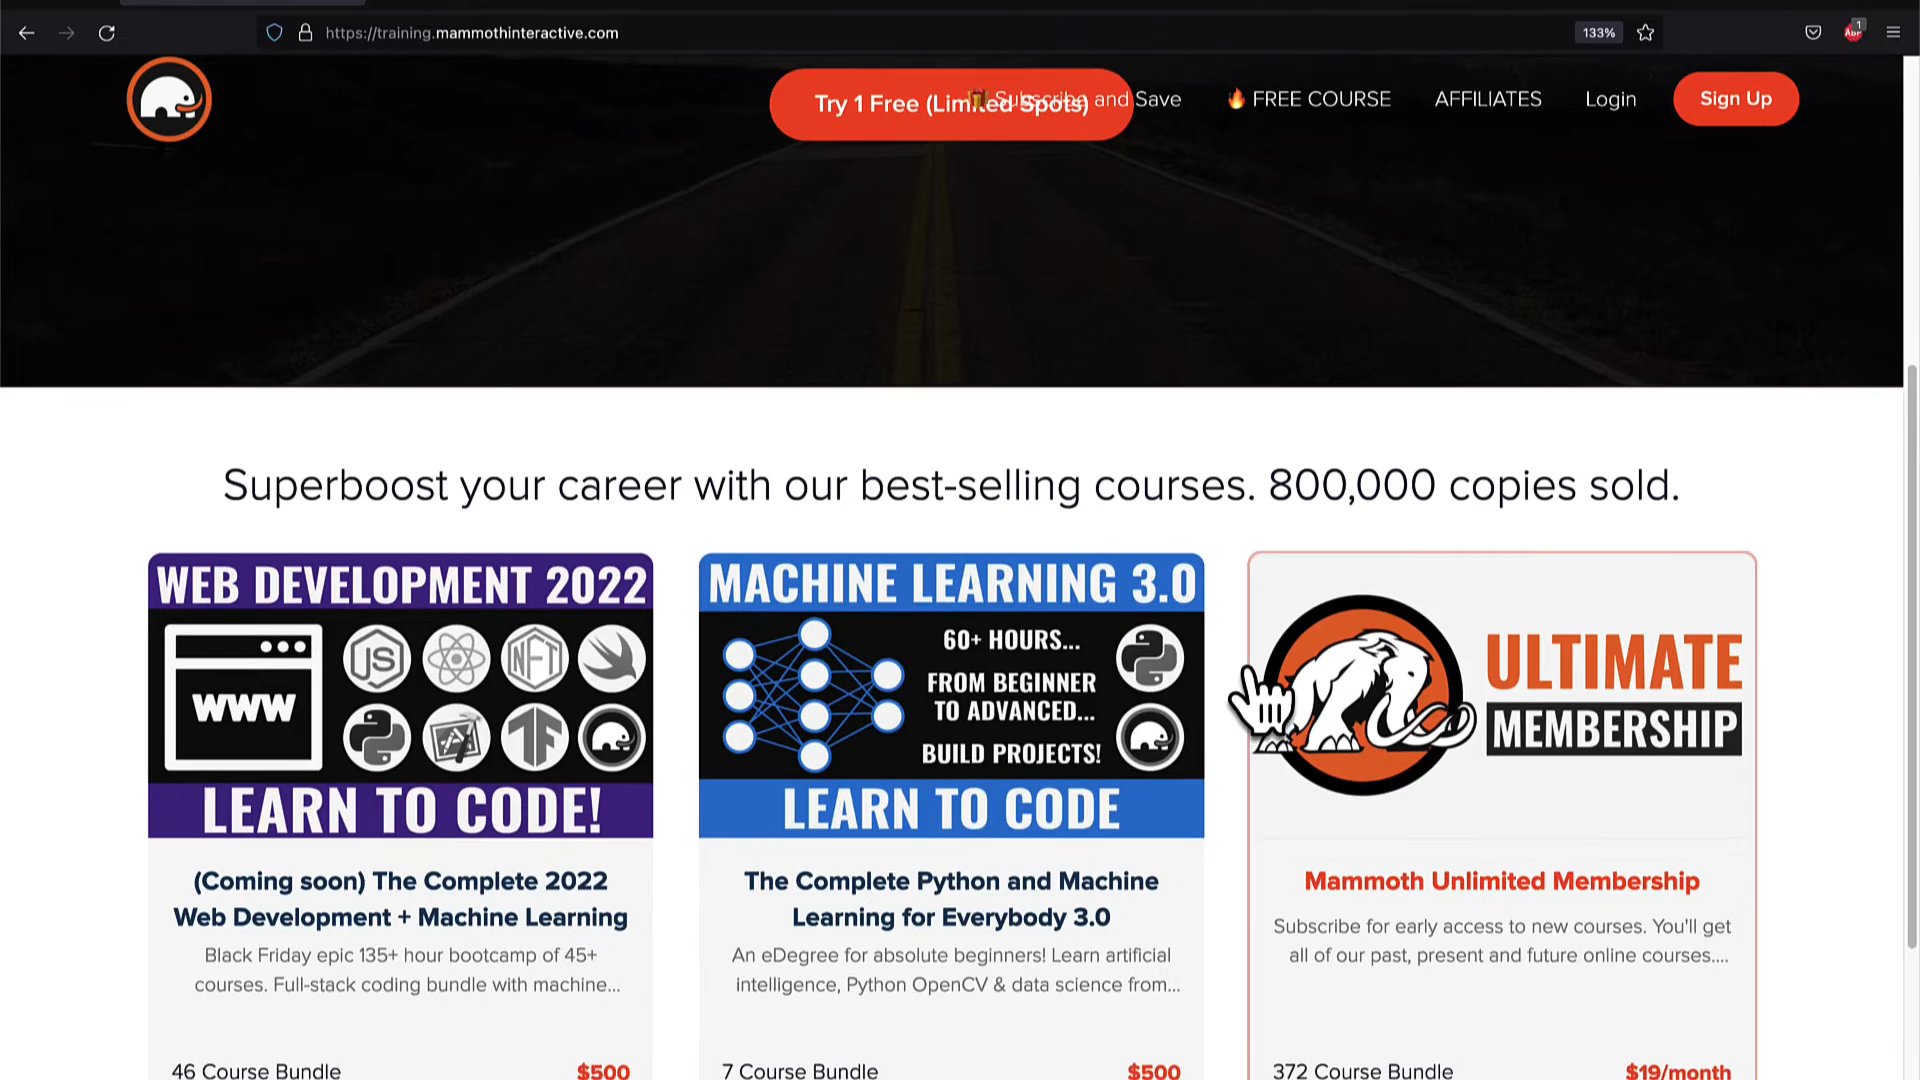 https://training.mammothinteractive.com
133%
1
ABP
Try 1 Free (Limited Spots)
Subscribe and Save
FREE COURSE
AFFILIATES
Login
Sign Up
Superboost your career with our best-selling courses. 800,000 copies sold.
WEB DEVELOPMENT 2022
WWW
JS
NFT
TF
LEARN TO CODE!
(Coming soon) The Complete 2022
Web Development + Machine Learning
Black Friday epic 135+ hour bootcamp of 45+
courses. Full-stack coding bundle with machine...
46 Course Bundle
$500
MACHINE LEARNING 3.0
60+ HOURS...
FROM BEGINNER
TO ADVANCED...
BUILD PROJECTS!
LEARN TO CODE
The Complete Python and Machine
Learning for Everybody 3.0
An eDegree for absolute beginners! Learn artificial
intelligence, Python OpenCV & data science from...
7 Course Bundle
$500
ULTIMATE
MEMBERSHIP
Mammoth Unlimited Membership
Subscribe for early access to new courses. You'll get
all of our past, present and future online courses....
372 Course Bundle
$19/month